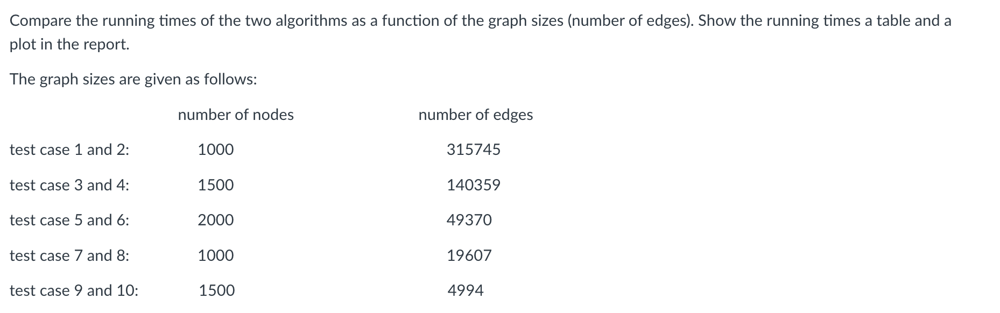 Compare the running times of the two algorithms as a function of the graph sizes (number of edges). Show the running times a table and a
plot in the report.
The graph sizes are given as follows:
number of nodes number of edges
test case 1 and 2: 1000 315745
test case 3 and 4: 1500 140359
test case 5 and 6: 2000 49370
test case 7 and 8: 1000 19607
test case 9 and 10: 1500 4994